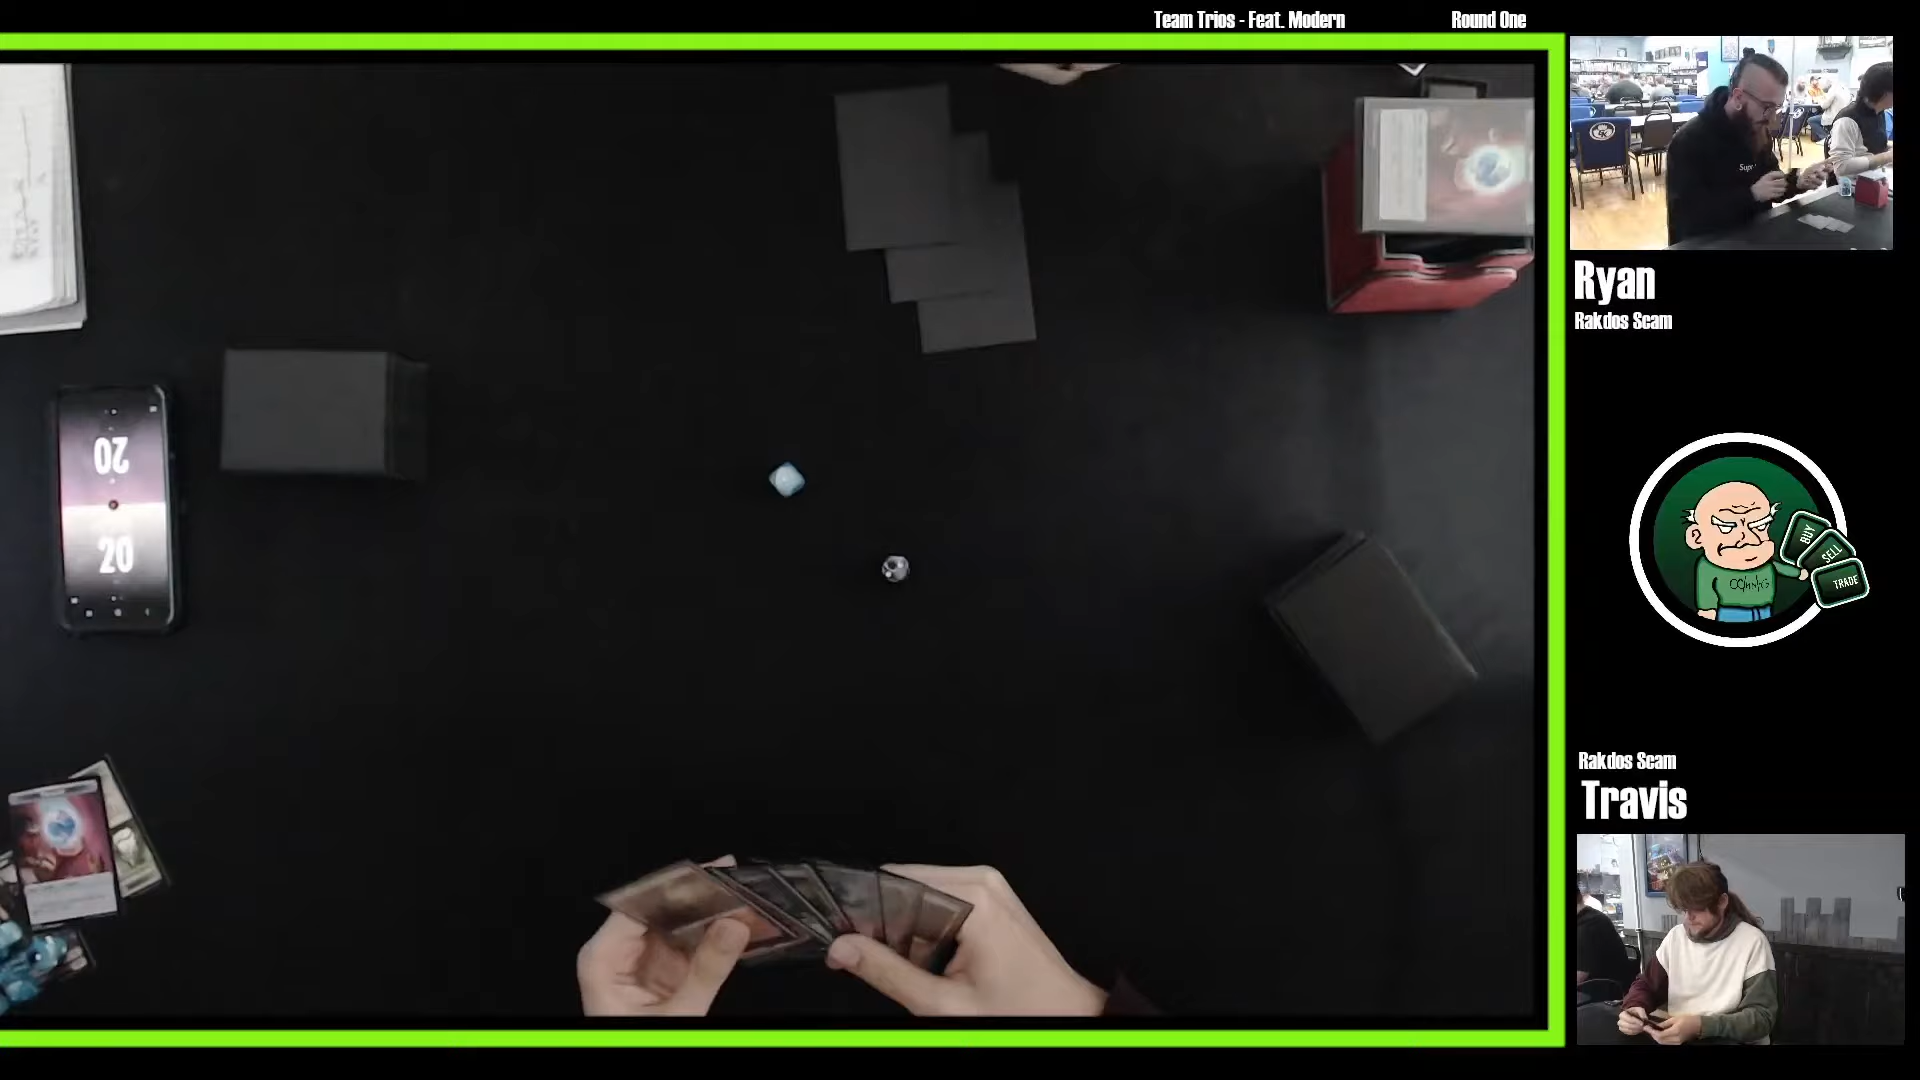 Team Trios - Feat. Modern
Round One
Ryan
Rakdos Scam
20
20
BUY
SELL
TRADE
Rakdos Scam
Travis